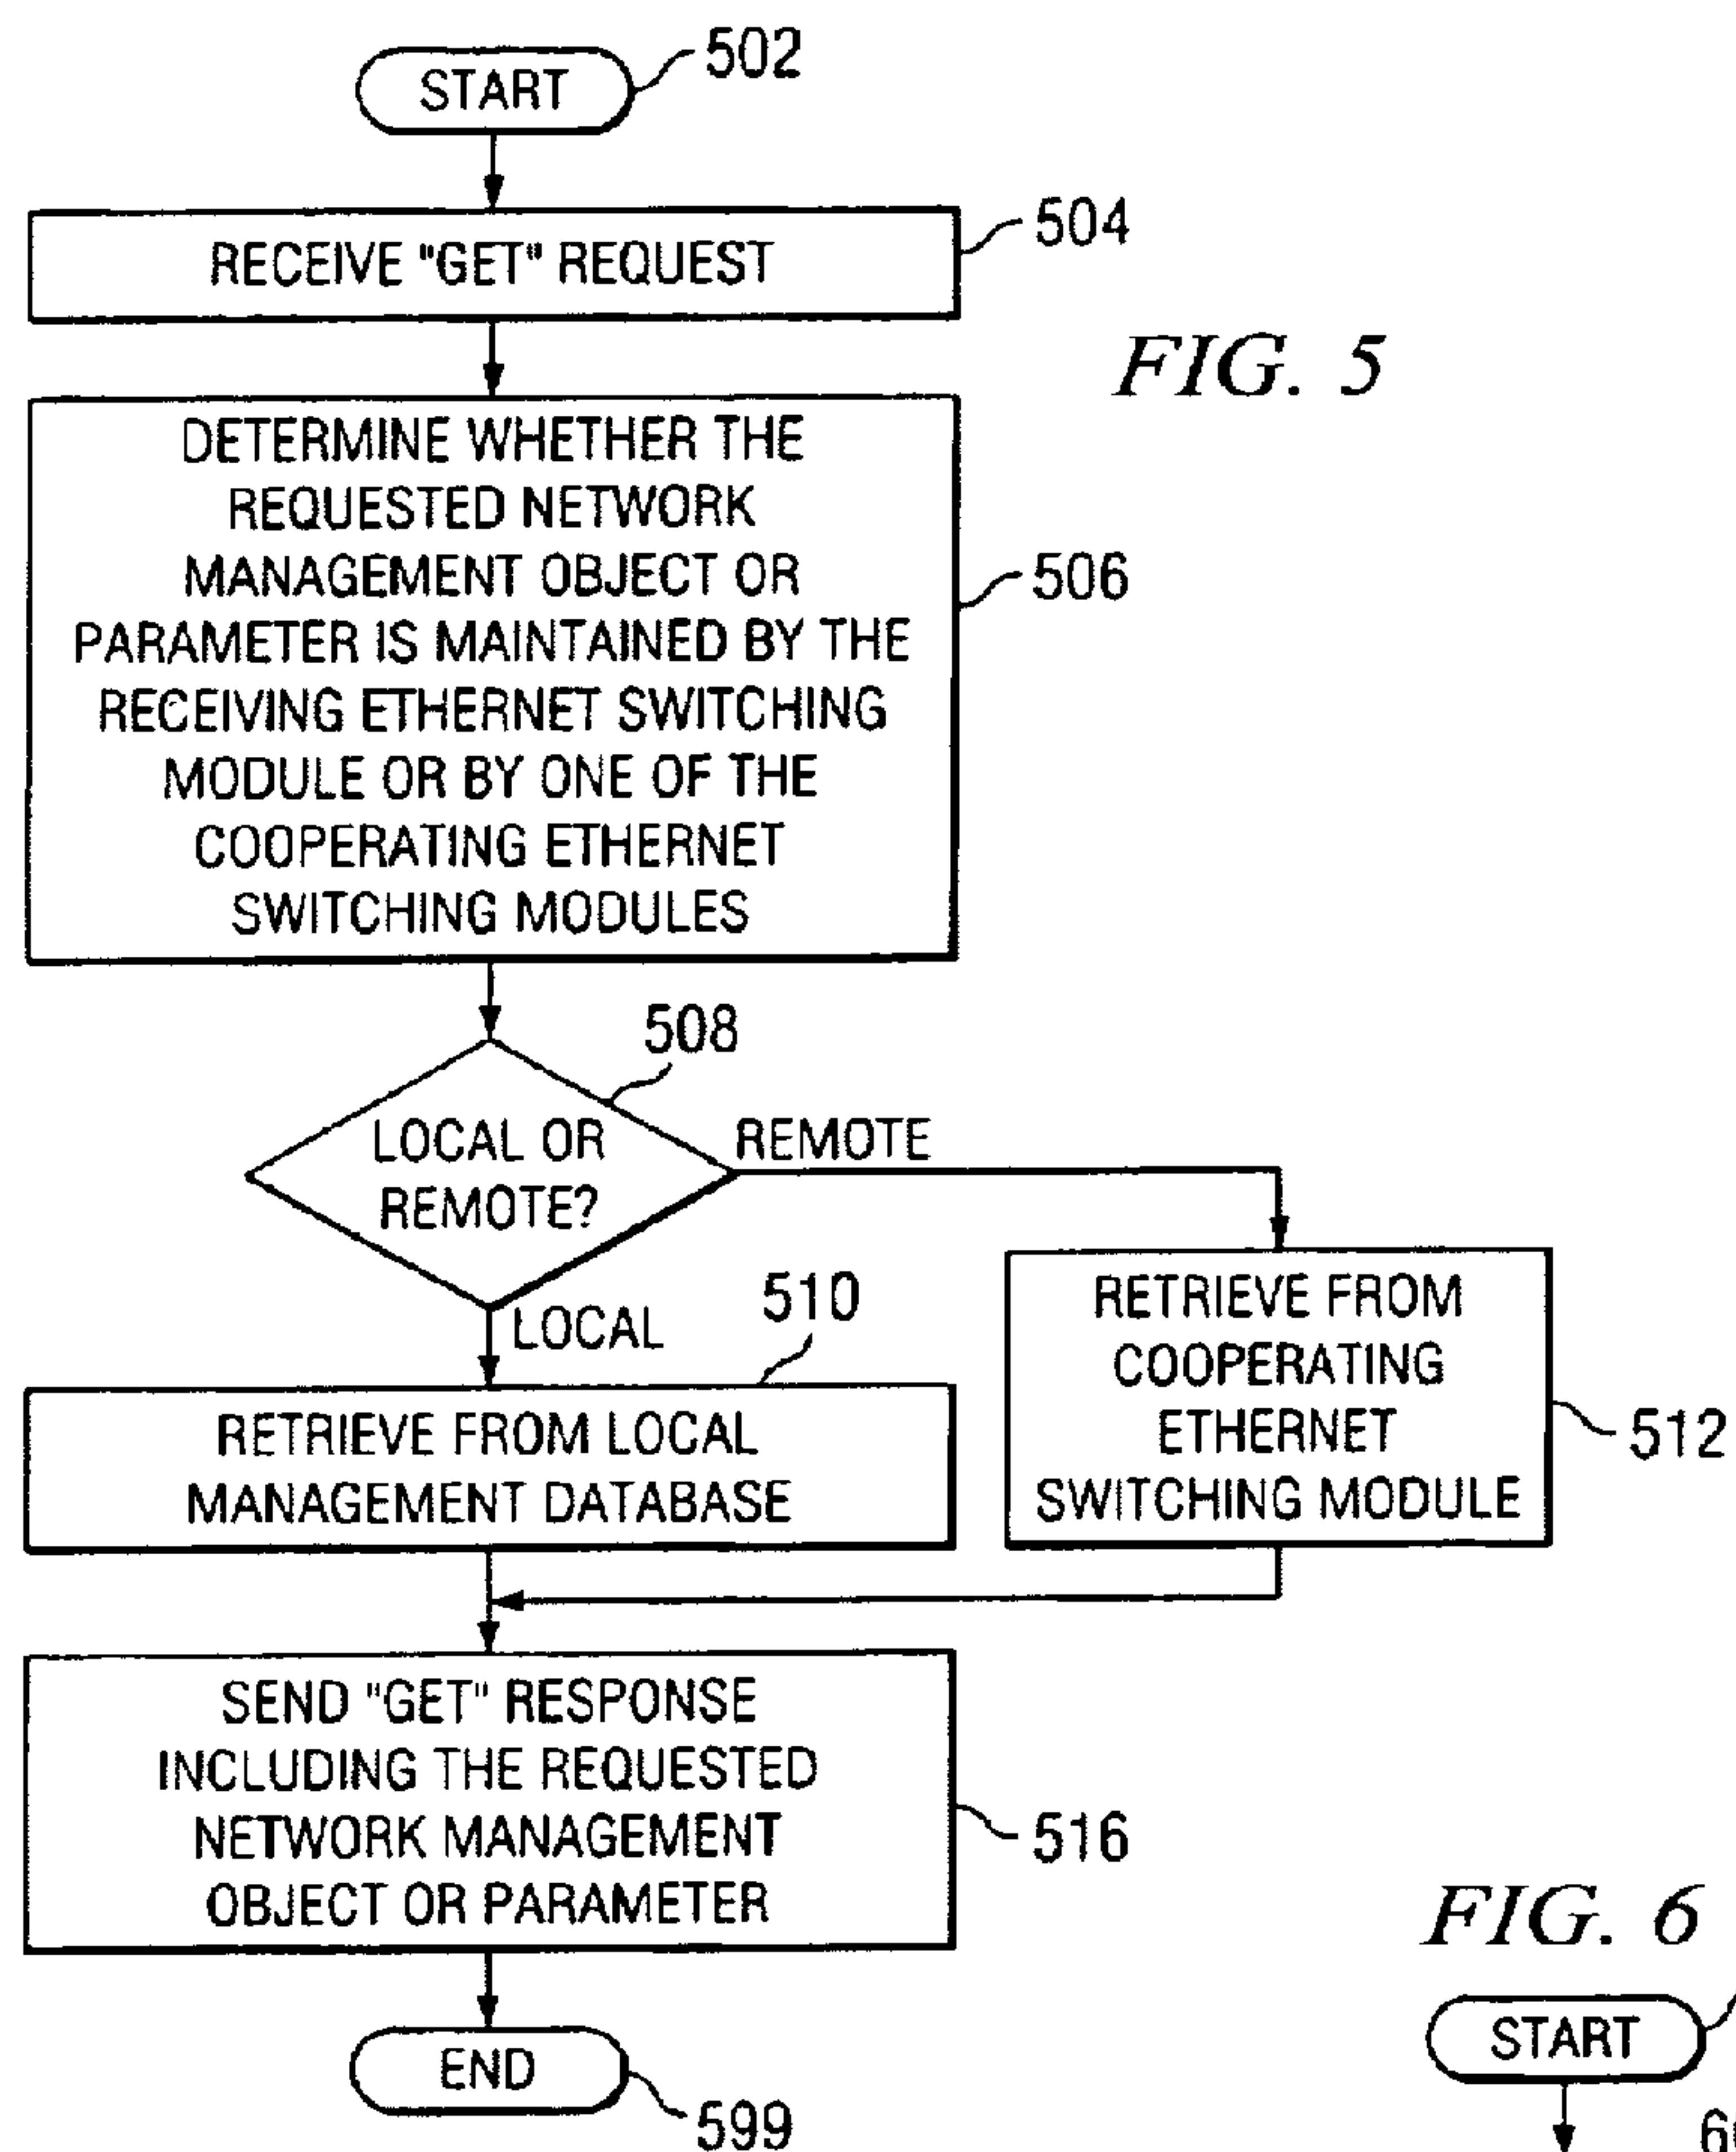 START
502
RECEIVE "GET" REQUEST
504
FIG. 5
DETERMINE WHETHER THE
REQUESTED NETWORK
MANAGEMENT OBJECT OR
PARAMETER IS MAINTAINED BY THE
RECEIVING ETHERNET SWITCHING
MODULE OR BY ONE OF THE
COOPERATING ETHERNET
SWITCHING MODULES
506
508
LOCAL OR
REMOTE?
REMOTE
LOCAL
510
RETRIEVE FROM LOCAL
MANAGEMENT DATABASE
RETRIEVE FROM
COOPERATING
ETHERNET
SWITCHING MODULE
512
SEND "GET" RESPONSE
INCLUDING THE REQUESTED
NETWORK MANAGEMENT
OBJECT OR PARAMETER
516
END
599
FIG. 6
START